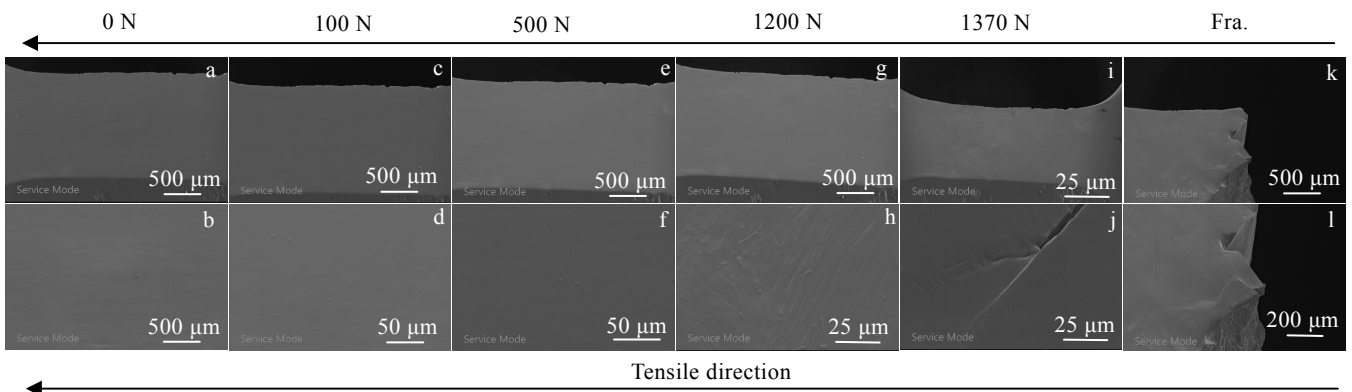 0 N 100 N 500 N 1200 N 1370 N Fra.
a c e g i k
500 μm 500 μm 500 μm 500 μm 25 μm 500 μm
Service Mode Service Mode Service Mode Service Mode Service Mode Service Mode
b d f h j l
500 μm 50 μm 50 μm 25 μm 25 μm 200 μm
Service Mode Service Mode Service Mode Service Mode Service Mode Service Mode
Tensile direction